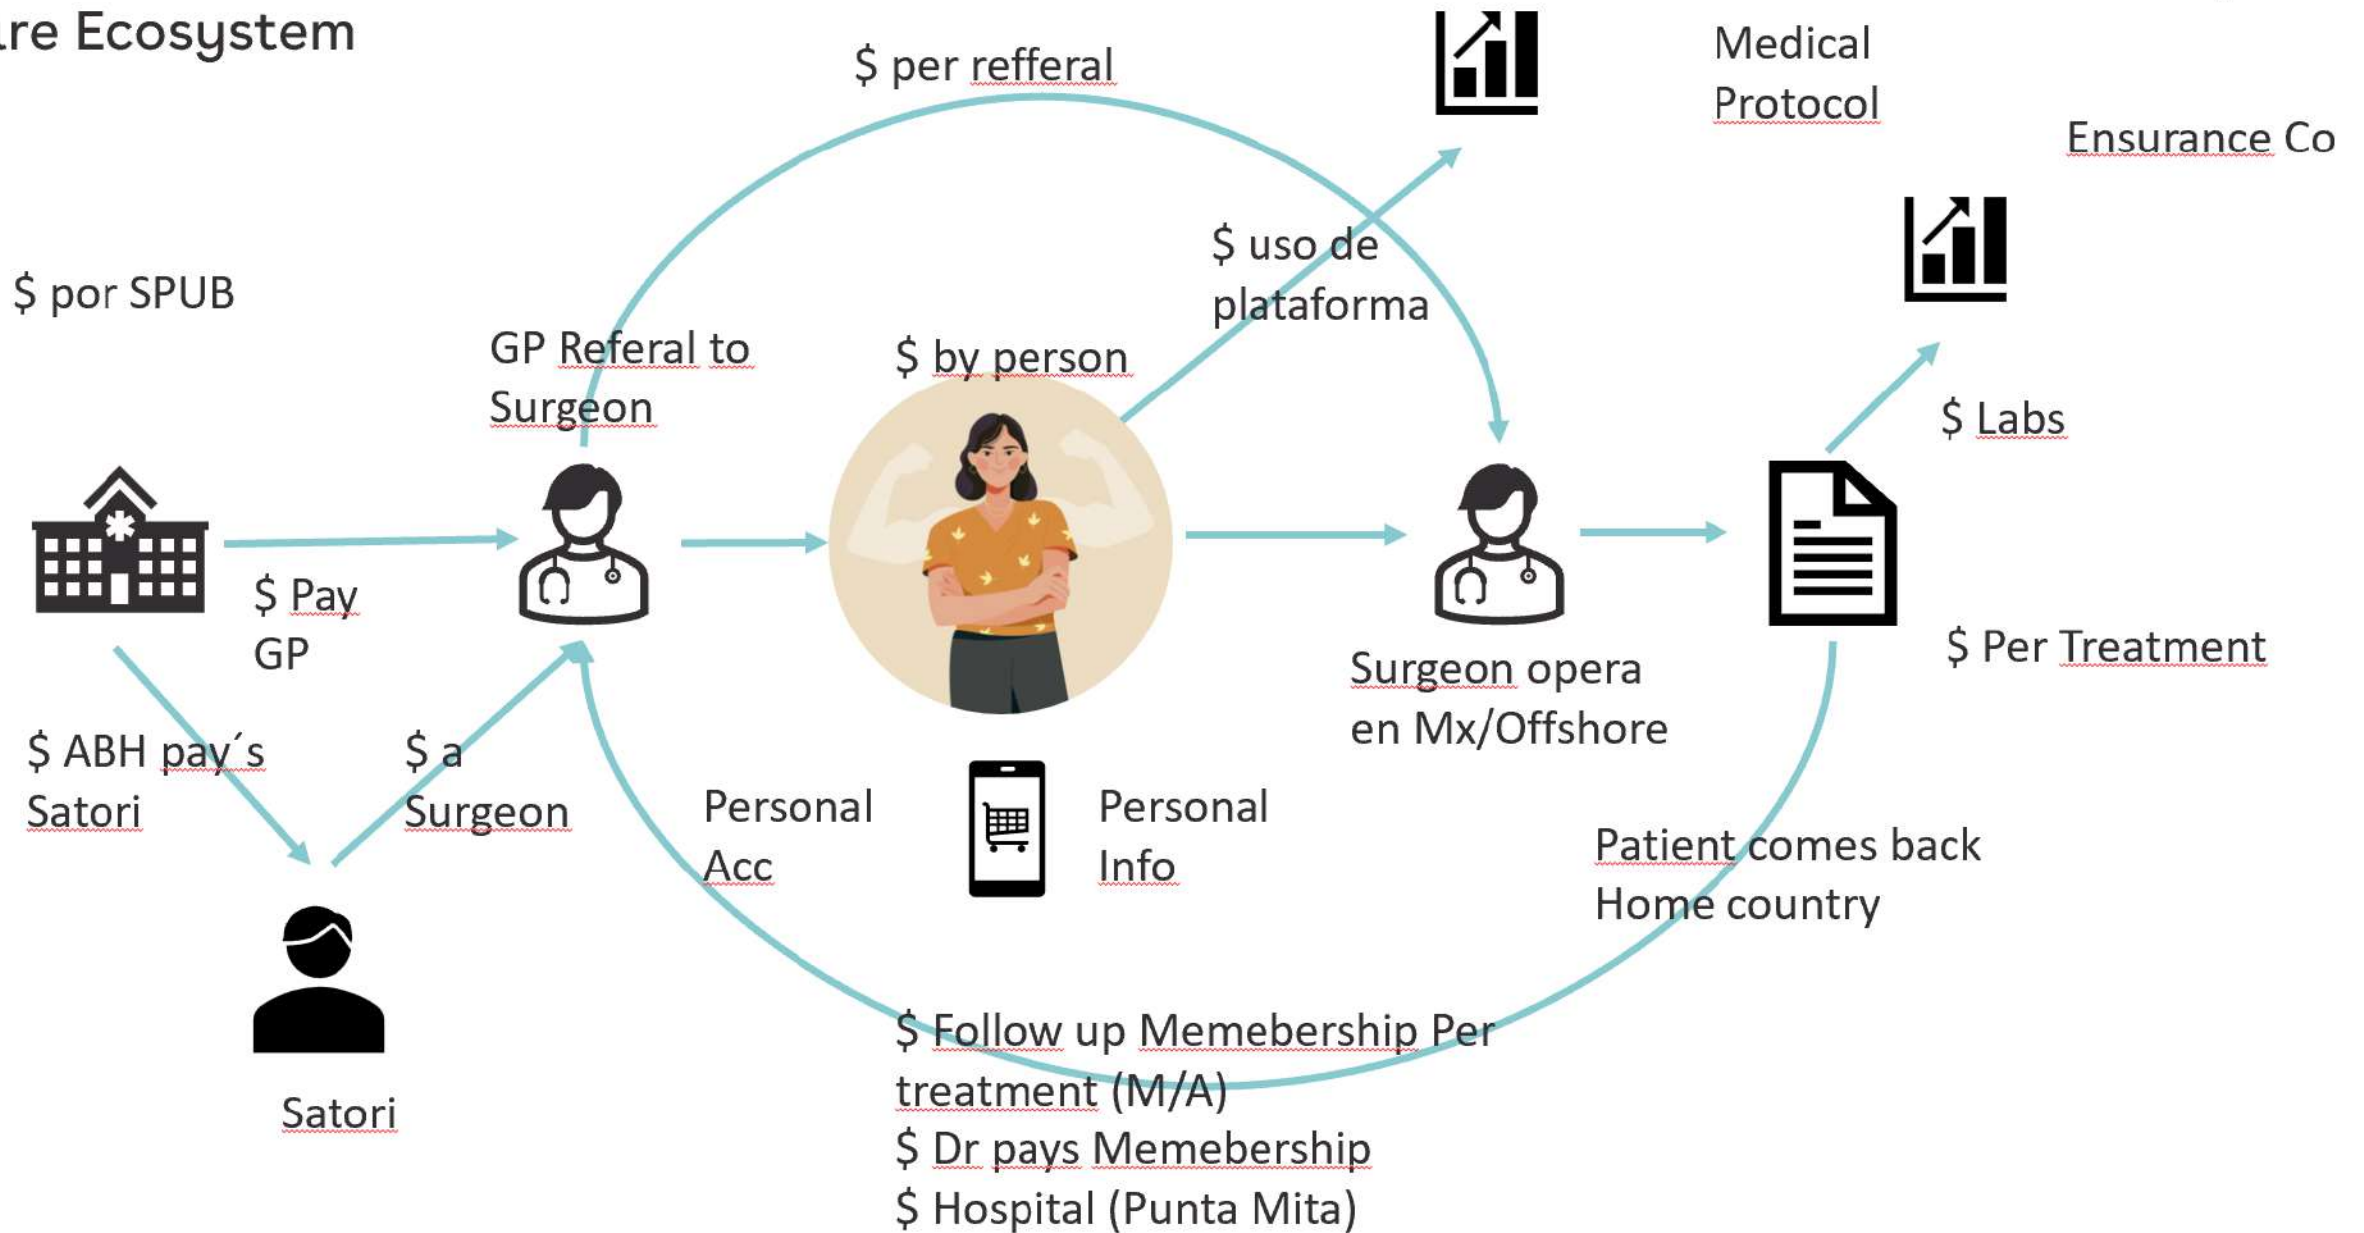 re Ecosystem
$ per refferal
Medical
Protocol
Ensurance Co
$ uso de
plataforma
$ por SPUB
GP Referal to
Surgeon
$ by person
$ Labs
$ Pay
GP
$ Per Treatment
Surgeon opera
en Mx/Offshore
$ ABH pay´s
Satori
$ a
Surgeon
Personal
Acc
Personal
Info
Patient comes back
Home country
$ Follow up Memebership Per
treatment (M/A)
$ Dr pays Memebership
$ Hospital (Punta Mita)
Satori